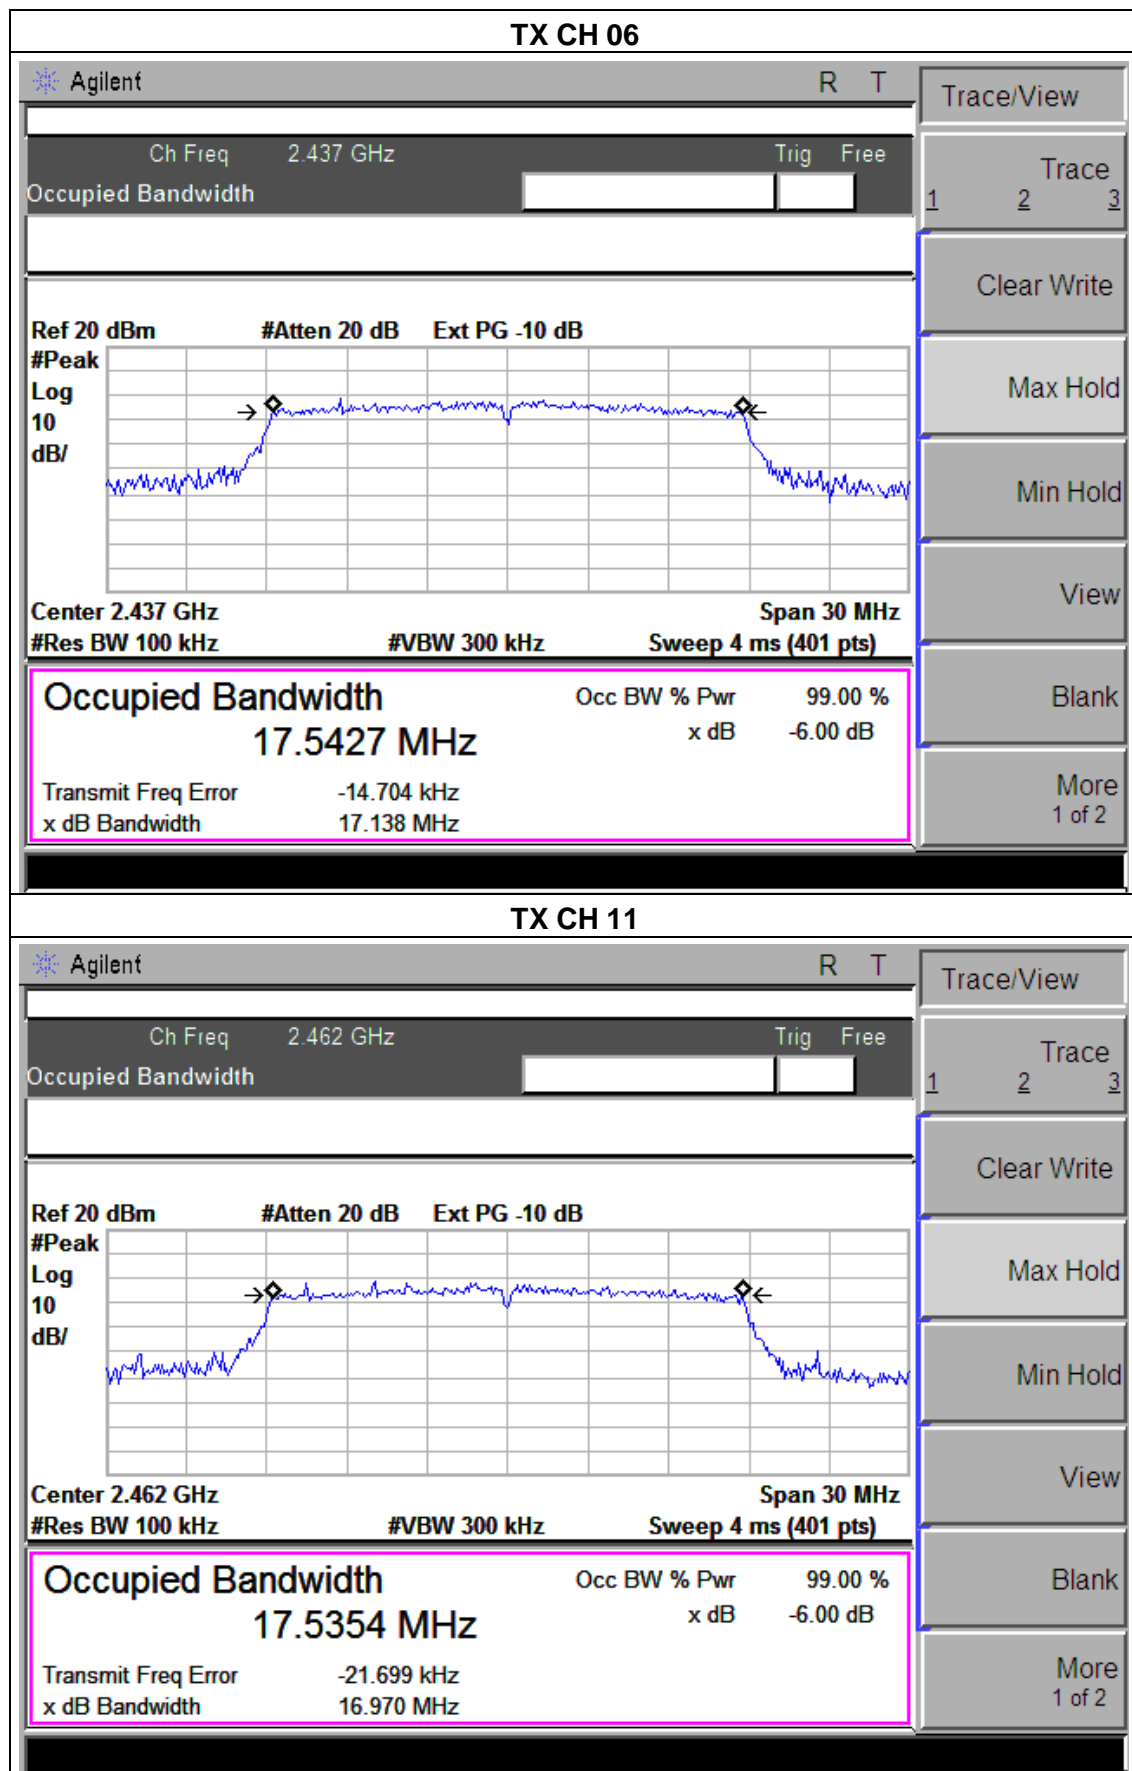 TX CH 06
Agilent R T
Trace/View
Ch Freq 2.437 GHz Trig Free
Occupied Bandwidth
Trace
1 2 3
Clear Write
Ref 20 dBm #Atten 20 dB Ext PG -10 dB
#Peak
Log
10
dB/
Max Hold
Min Hold
View
Center 2.437 GHz Span 30 MHz
#Res BW 100 kHz #VBW 300 kHz Sweep 4 ms (401 pts)
Occupied Bandwidth Occ BW % Pwr 99.00 %
17.5427 MHz x dB -6.00 dB
Blank
Transmit Freq Error -14.704 kHz
x dB Bandwidth 17.138 MHz
More
1 of 2
TX CH 11
Agilent R T
Trace/View
Ch Freq 2.462 GHz Trig Free
Occupied Bandwidth
Trace
1 2 3
Clear Write
Ref 20 dBm #Atten 20 dB Ext PG -10 dB
#Peak
Log
10
dB/
Max Hold
Min Hold
View
Center 2.462 GHz Span 30 MHz
#Res BW 100 kHz #VBW 300 kHz Sweep 4 ms (401 pts)
Occupied Bandwidth Occ BW % Pwr 99.00 %
17.5354 MHz x dB -6.00 dB
Blank
Transmit Freq Error -21.699 kHz
x dB Bandwidth 16.970 MHz
More
1 of 2